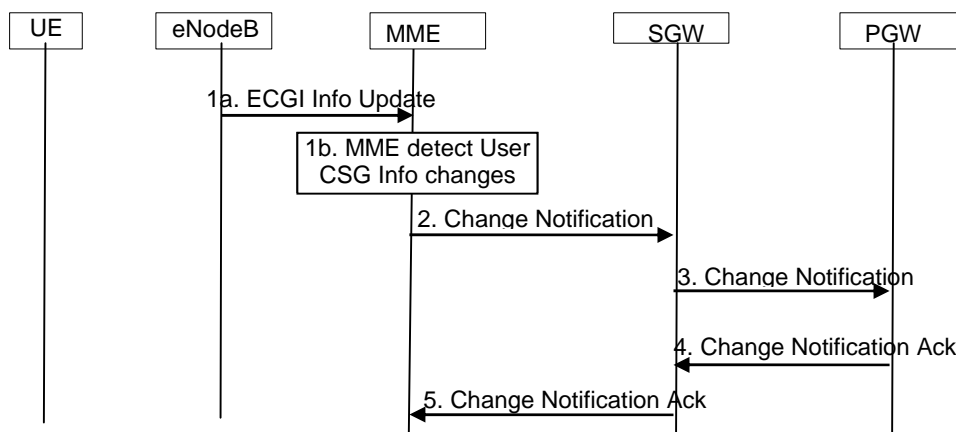 UE
eNodeB
MME
SGW
PGW
1a. ECGI Info Update
1b. MME detect User
CSG Info changes
2. Change Notification
3. Change Notification
4. Change Notification Ack
5. Change Notification Ack